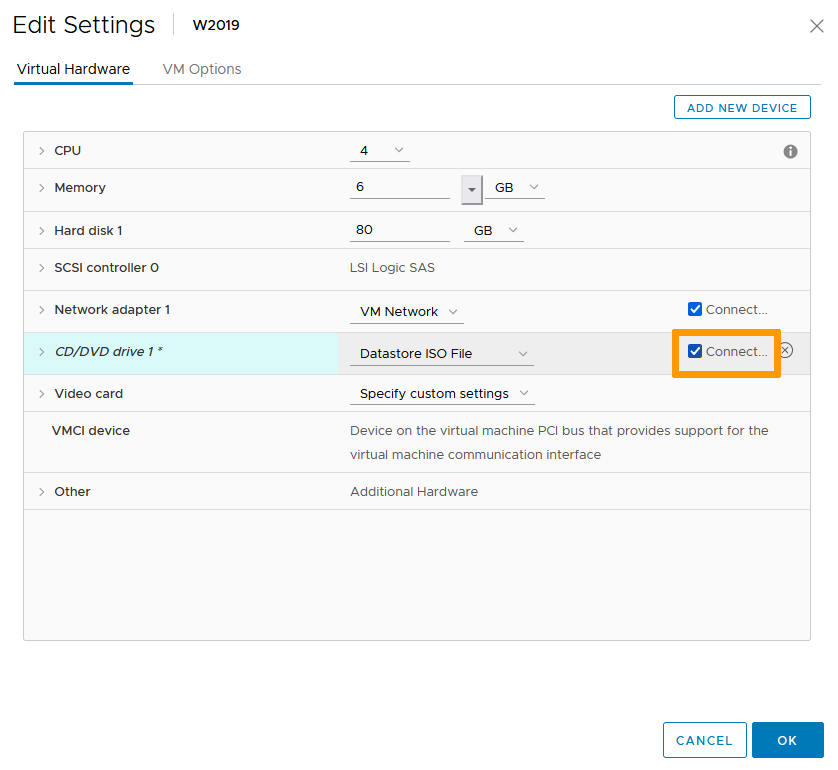 Edit Settings W2019
Virtual Hardware VM Options
ADD NEW DEVICE
CPU 4
Memory 6 GB
Hard disk 1 80 GB
SCSI controller 0 LSI Logic SAS
Network adapter 1 VM Network Connect...
CD/DVD drive 1 * Datastore ISO File Connect...
Video card Specify custom settings
VMCI device Device on the virtual machine PCI bus that provides support for the
virtual machine communication interface
Other Additional Hardware
CANCEL OK